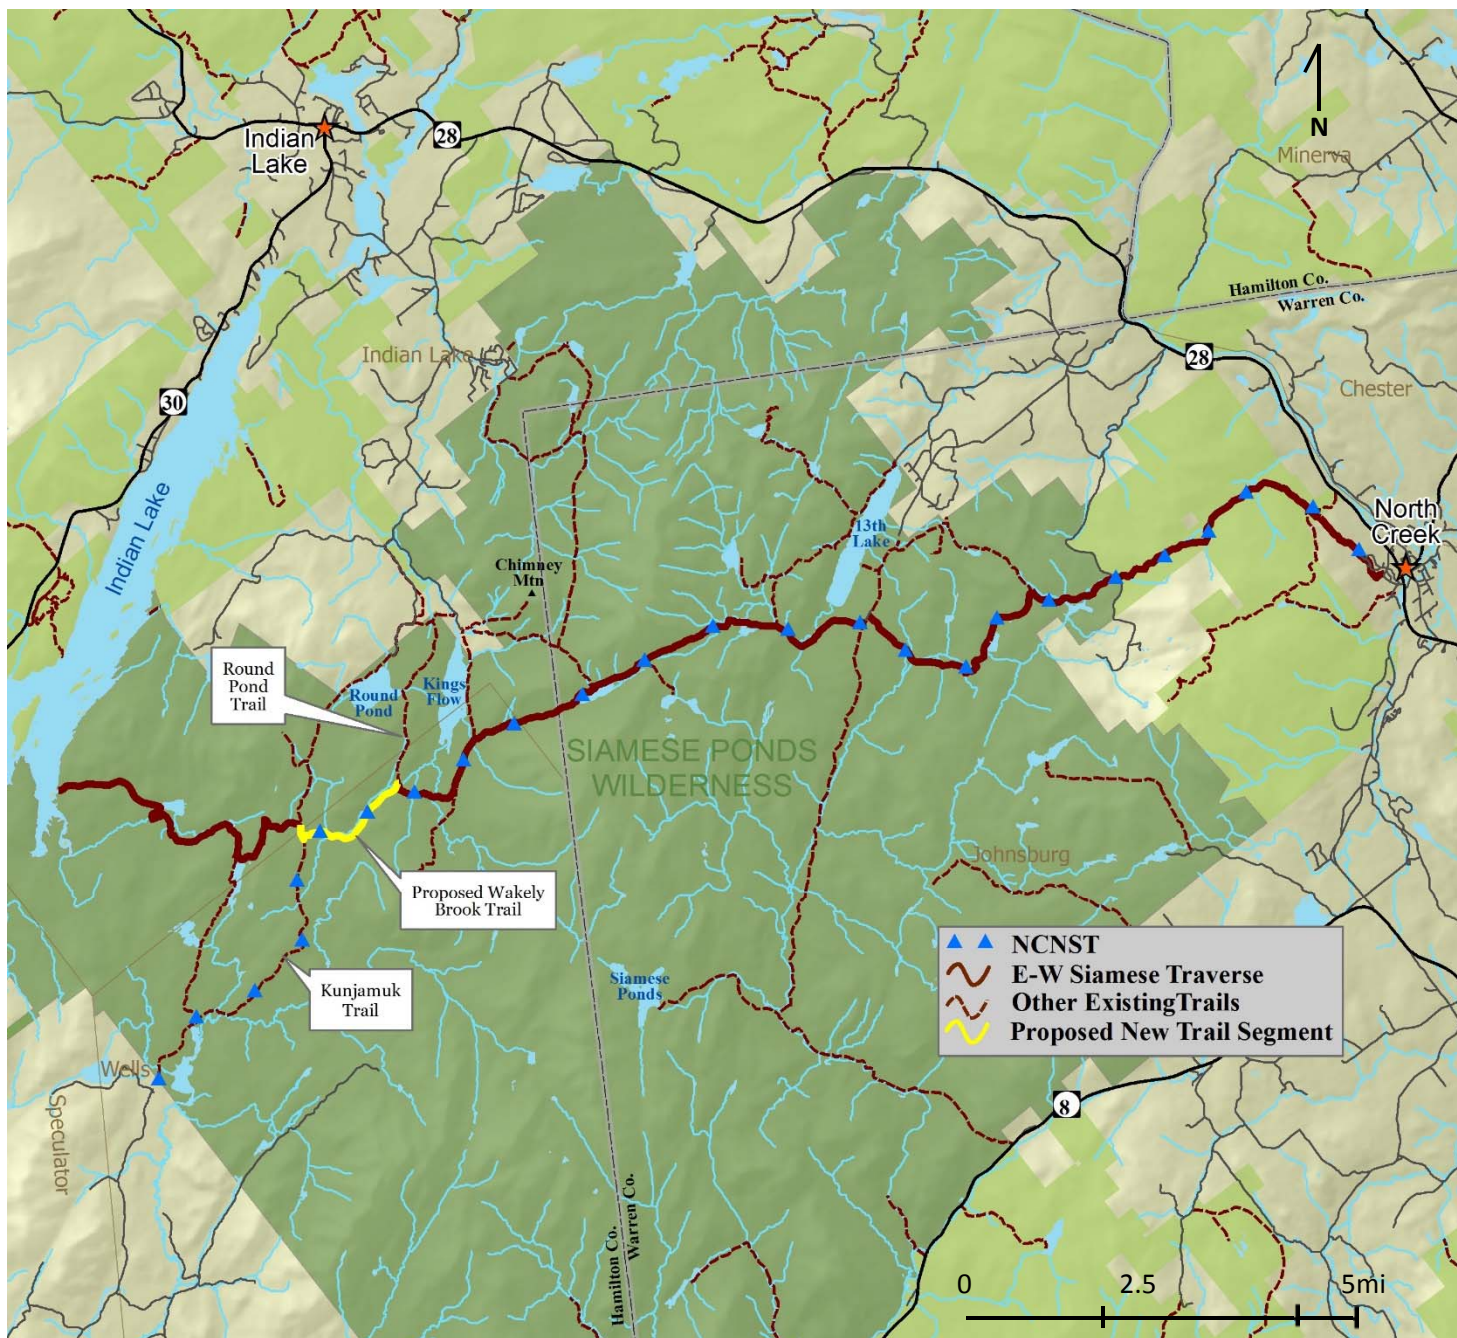 N
Indian
Lake
28
Minerva
Hamilton Co.
Warren Co.
Indian Lake
28
Chester
30
Indian Lake
North
Creek
13th
Lake
Chimney
Mtn
Round
Pond
Trail
Round
Pond
Kings
Flow
SIAMESE PONDS
WILDERNESS
Johnsburg
Proposed Wakely
Brook Trail
Kunjamuk
Trail
Siamese
Ponds
NCNST
E-W Siamese Traverse
Other ExistingTrails
Proposed New Trail Segment
Wells
Speculator
8
Hamilton Co.
Warren Co.
0 2.5 5mi